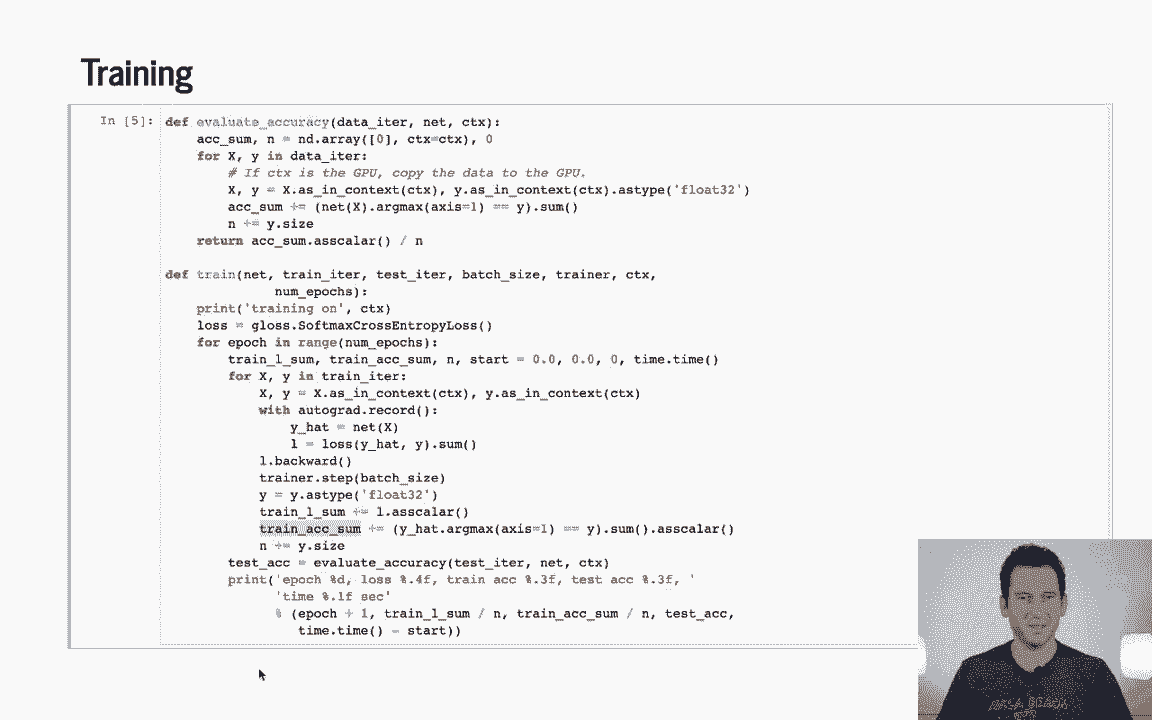 Training
In [5]:
def evaluate_accuracy(data_iter, net, ctx):
    acc_sum, n = nd.array([0], ctx=ctx), 0
    for X, y in data_iter:
        # If ctx is the GPU, copy the data to the GPU.
        X, y = X.as_in_context(ctx), y.as_in_context(ctx).astype('float32')
        acc_sum += (net(X).argmax(axis=1) == y).sum()
        n += y.size
    return acc_sum.asscalar() / n
def train(net, train_iter, test_iter, batch_size, trainer, ctx,
              num_epochs):
    print('training on', ctx)
    loss = gloss.SoftmaxCrossEntropyLoss()
    for epoch in range(num_epochs):
        train_l_sum, train_acc_sum, n, start = 0.0, 0.0, 0, time.time()
        for X, y in train_iter:
            X, y = X.as_in_context(ctx), y.as_in_context(ctx)
            with autograd.record():
                y_hat = net(X)
                l = loss(y_hat, y).sum()
            l.backward()
            trainer.step(batch_size)
            y = y.astype('float32')
            train_l_sum += l.asscalar()
            train_acc_sum += (y_hat.argmax(axis=1) == y).sum().asscalar()
            n += y.size
        test_acc = evaluate_accuracy(test_iter, net, ctx)
        print('epoch %d, loss %.4f, train acc %.3f, test acc %.3f, '
              'time %.1f sec'
              % (epoch + 1, train_l_sum / n, train_acc_sum / n, test_acc,
                 time.time() - start))